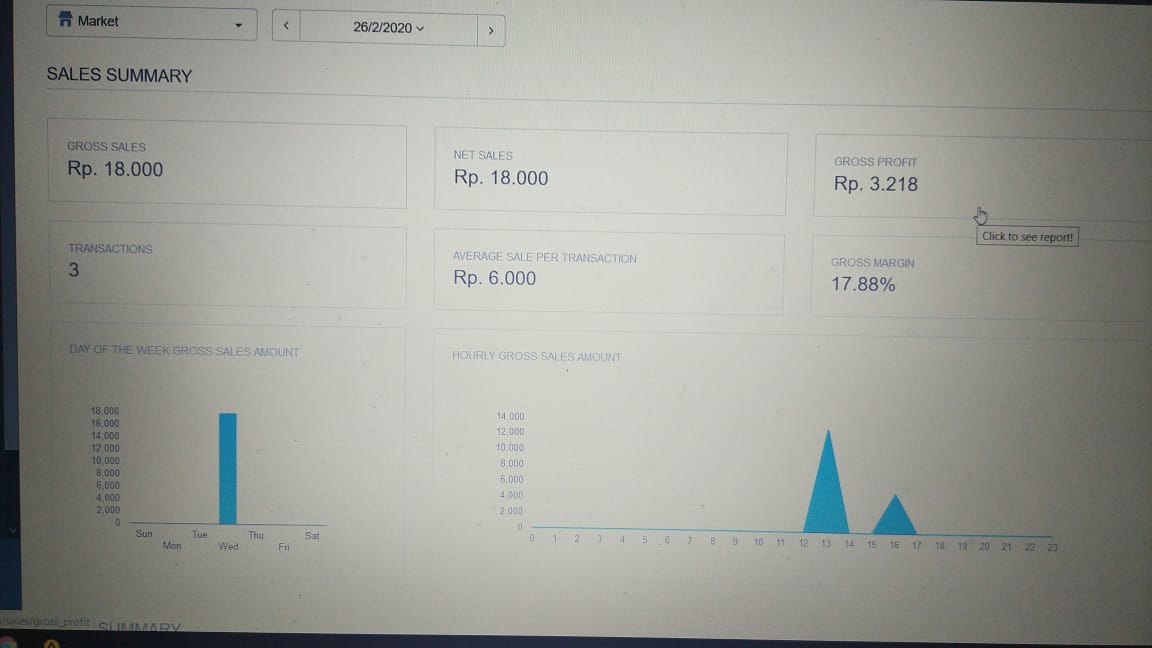 Market
26/2/2020
SALES SUMMARY
GROSS SALES
Rp. 18.000
NET SALES
Rp. 18.000
GROSS PROFIT
Rp. 3.218
Click to see report!
TRANSACTIONS
3
AVERAGE SALE PER TRANSACTION
Rp. 6.000
GROSS MARGIN
17.88%
DAY OF THE WEEK GROSS SALES AMOUNT
18,000
16,000
14,000
12,000
10,000
8,000
6,000
4,000
2,000
0
Sun Mon Tue Wed Thu Fri Sat
HOURLY GROSS SALES AMOUNT
14,000
12,000
10,000
8,000
6,000
4,000
2,000
0
0 1 2 3 4 5 6 7 8 9 10 11 12 13 14 15 16 17 18 19 20 21 22 23
/sales/gross_profit
SUMMARY